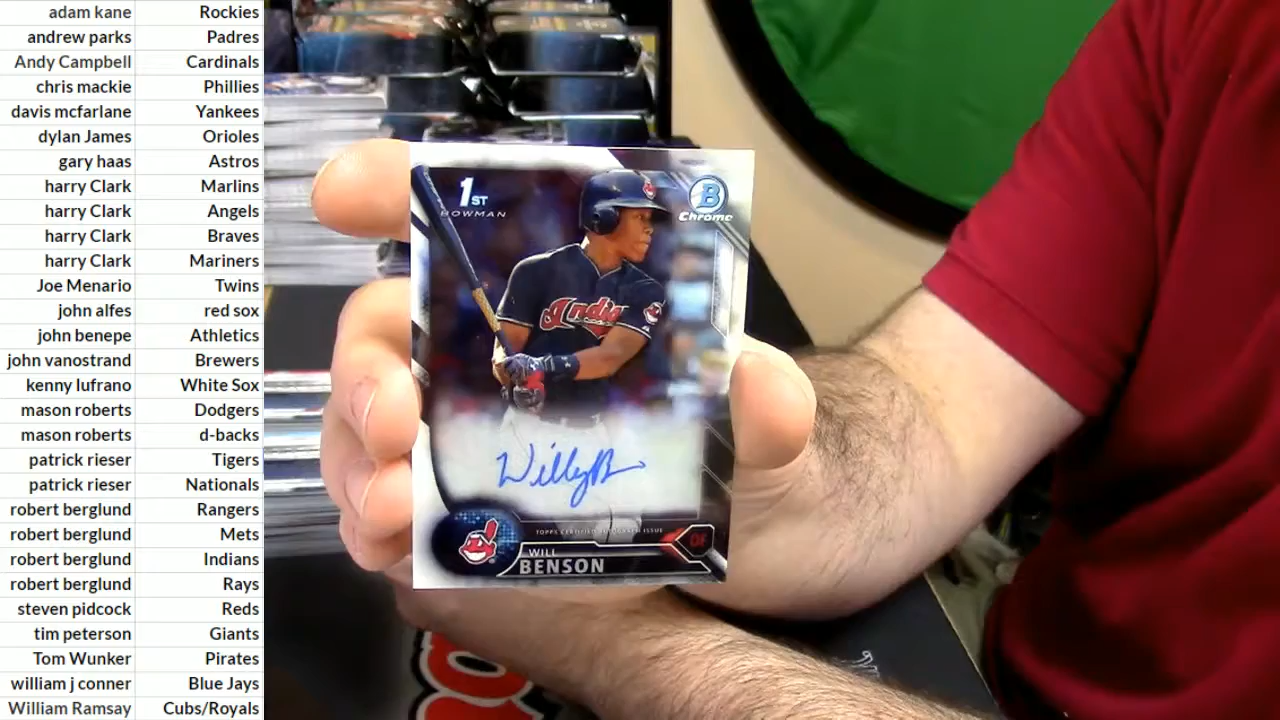 adam kane Rockies
andrew parks Padres
Andy Campbell Cardinals
chris mackie Phillies
davis mcfarlane Yankees
dylan James Orioles
gary haas Astros
harry Clark Marlins
harry Clark Angels
harry Clark Braves
harry Clark Mariners
Joe Menario Twins
john alfes red sox
john benepe Athletics
john vanostrand Brewers
kenny lufrano White Sox
mason roberts Dodgers
mason roberts d-backs
patrick rieser Tigers
patrick rieser Nationals
robert berglund Rangers
robert berglund Mets
robert berglund Indians
robert berglund Rays
steven pidcock Reds
tim peterson Giants
Tom Wunker Pirates
william j conner Blue Jays
William Ramsay Cubs/Royals
1ST
BOWMAN
B
Chrome
Indians
WillyB
TOPPS CERTIFIED AUTOGRAPH ISSUE
OF
WILL
BENSON